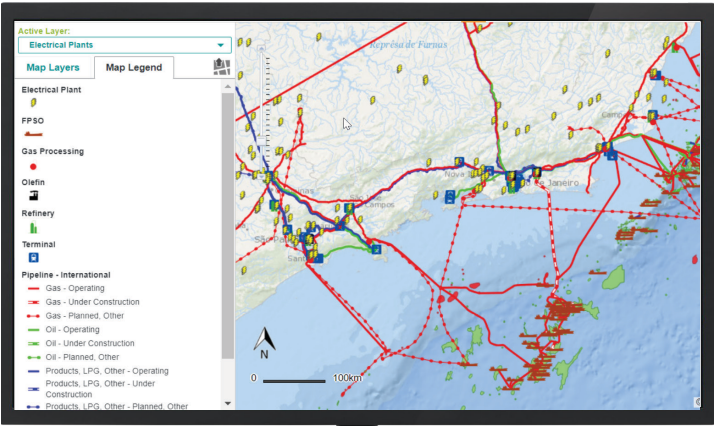 Active Layer:
Electrical Plants
Map Layers
Map Legend
Electrical Plant
FPSO
Gas Processing
Olefin
Refinery
Terminal
Pipeline - International
Gas - Operating
Gas - Under Construction
Gas - Planned, Other
Oil - Operating
Oil - Under Construction
Oil - Planned, Other
Products, LPG, Other - Operating
Products, LPG, Other - Under
Construction
Products, LPG, Other - Planned, Other
Represa de Furnas
Nova
Janeiro
Campos
N
0
100km